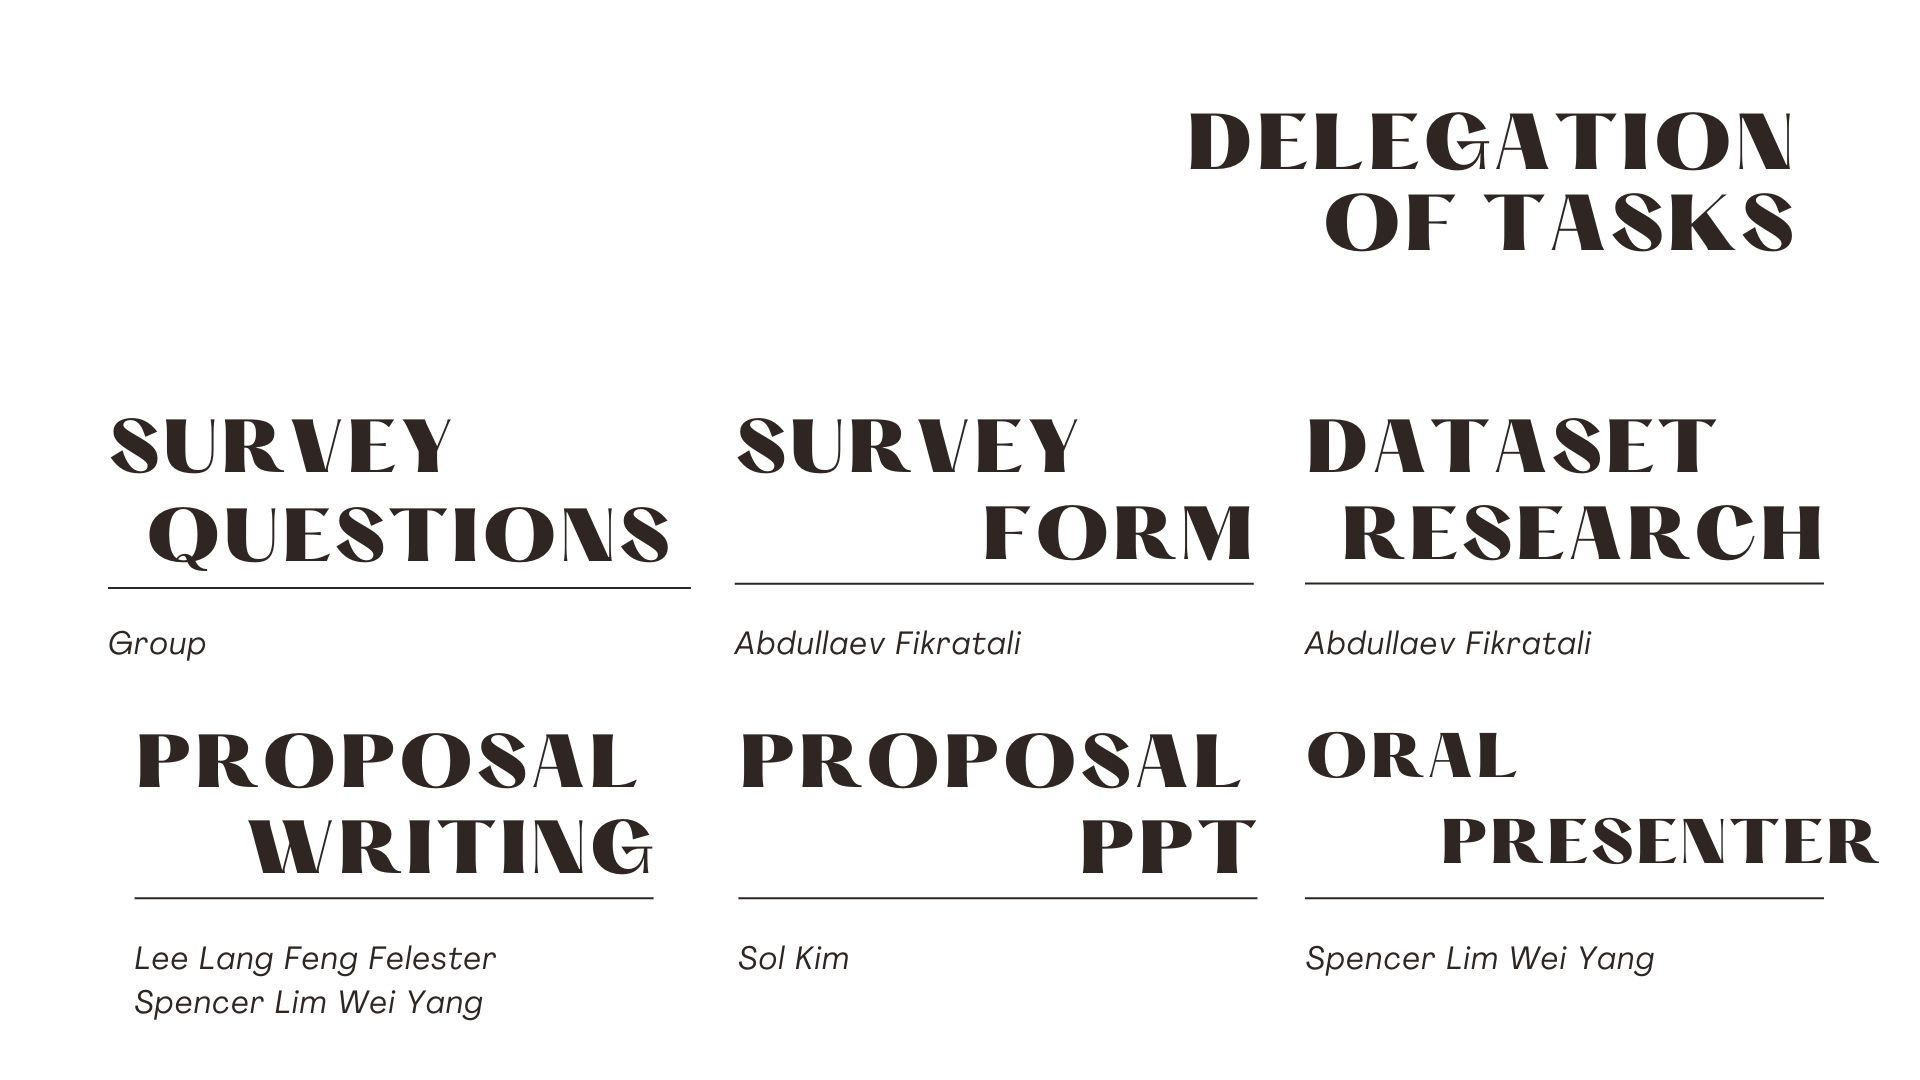 DELEGATION
OF TASKS
SURVEY
QUESTIONS
Group
SURVEY
FORM
Abdullaev Fikratali
DATASET
RESEARCH
Abdullaev Fikratali
PROPOSAL
WRITING
Lee Lang Feng Felester
Spencer Lim Wei Yang
PROPOSAL
PPT
Sol Kim
ORAL
PRESENTER
Spencer Lim Wei Yang